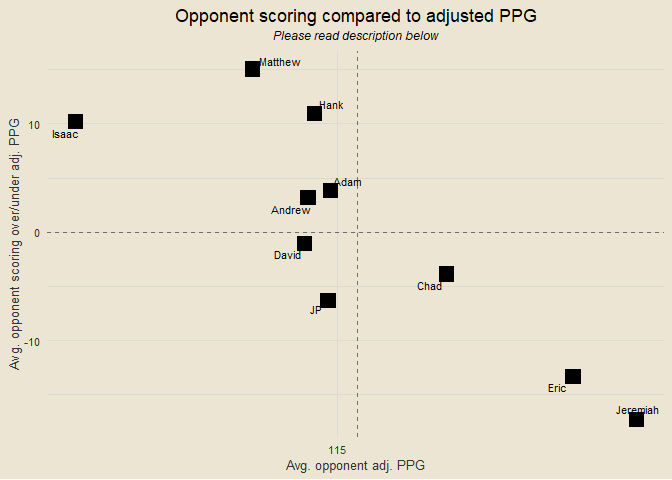 Opponent scoring compared to adjusted PPG
Please read description below
Matthew
Hank
Isaac
Adam
Andrew
David
Chad
JP
Eric
Jeremiah
10
0
-10
115
Avg. opponent scoring over/under adj. PPG
Avg. opponent adj. PPG